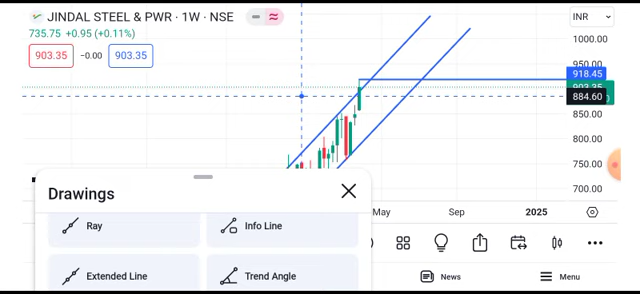 JINDAL STEEL & PWR · 1W · NSE
INR
735.75 +0.95 (+0.11%)
903.35 −0.00 903.35
1000.00
950.00
918.45
903.35
884.60
850.00
800.00
750.00
700.00
May Sep 2025
Drawings
Ray
Info Line
Extended Line
Trend Angle
News
Menu